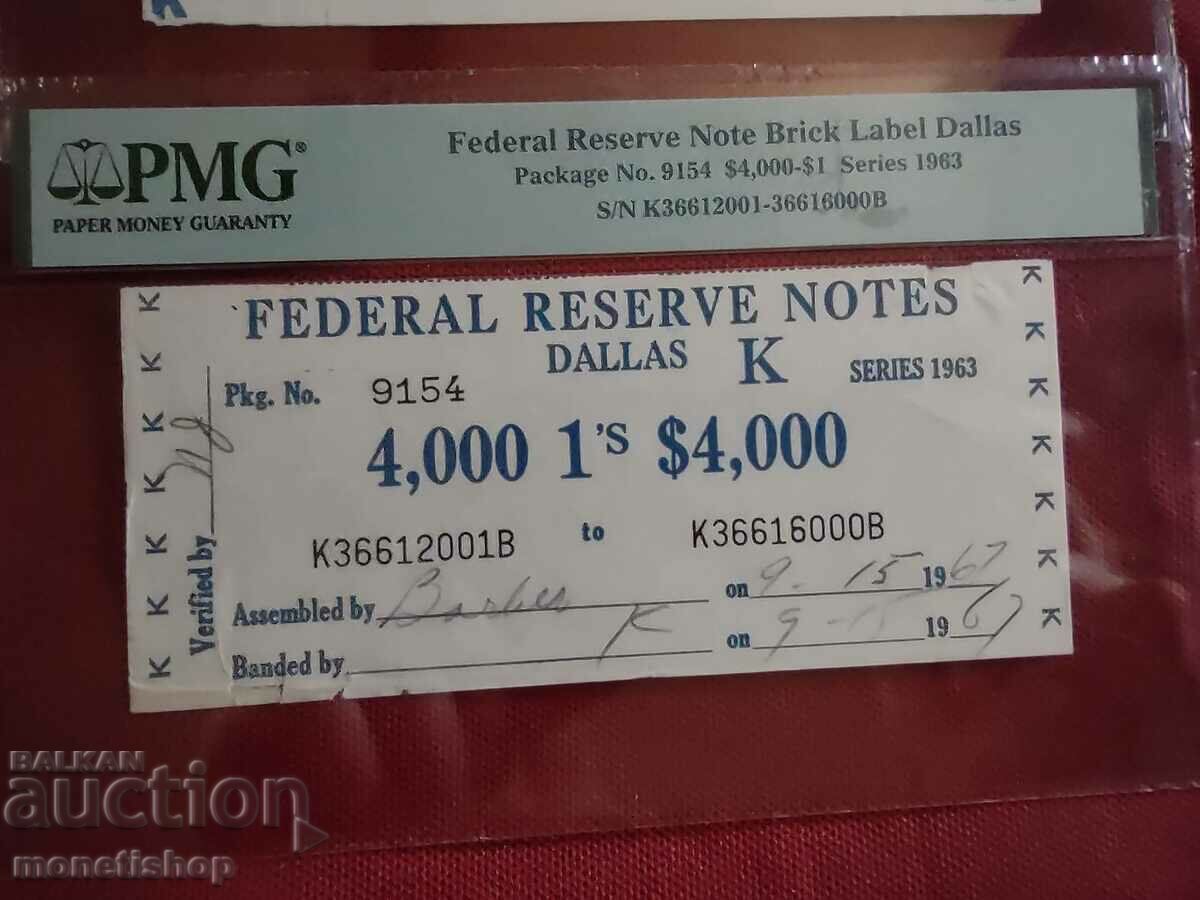 K
PMG®
PAPER MONEY GUARANTY
Federal Reserve Note Brick Label Dallas
Package No. 9154 $4,000-$1 Series 1963
S/N K36612001-36616000B
FEDERAL RESERVE NOTES
DALLAS K SERIES 1963
Pkg. No. 9154
4,000 1's $4,000
K36612001B to K36616000B
Assembled by on 9-15 1967
Banded by K on 9-15 1967
Verified by
K K K K K K K
K K K K K K K
BALKAN
auction
monetishop